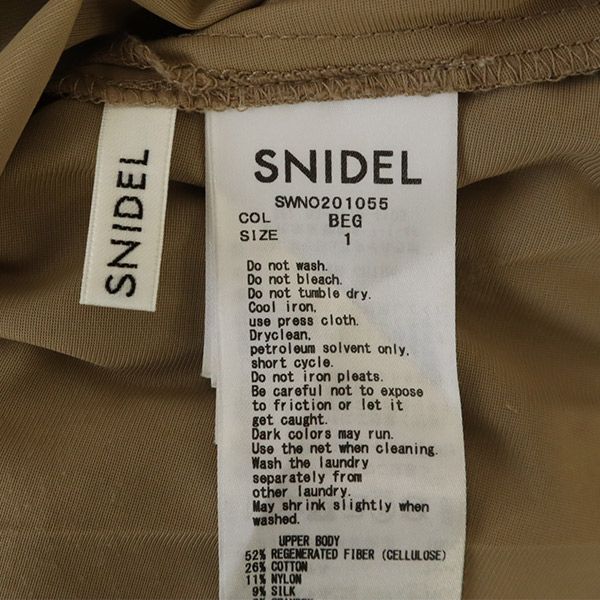 SNIDEL
SNIDEL
SWNO201055
COL BEG
SIZE 1
Do not wash.
Do not bleach.
Do not tumble dry.
Cool iron,
use press cloth.
Dryclean,
petroleum solvent only,
short cycle.
Do not iron pleats.
Be careful not to expose
to friction or let it
get caught.
Dark colors may run.
Use the net when cleaning.
Wash the laundry
separately from
other laundry.
May shrink slightly when
washed.
UPPER BODY
52% REGENERATED FIBER (CELLULOSE)
26% COTTON
11% NYLON
9% SILK